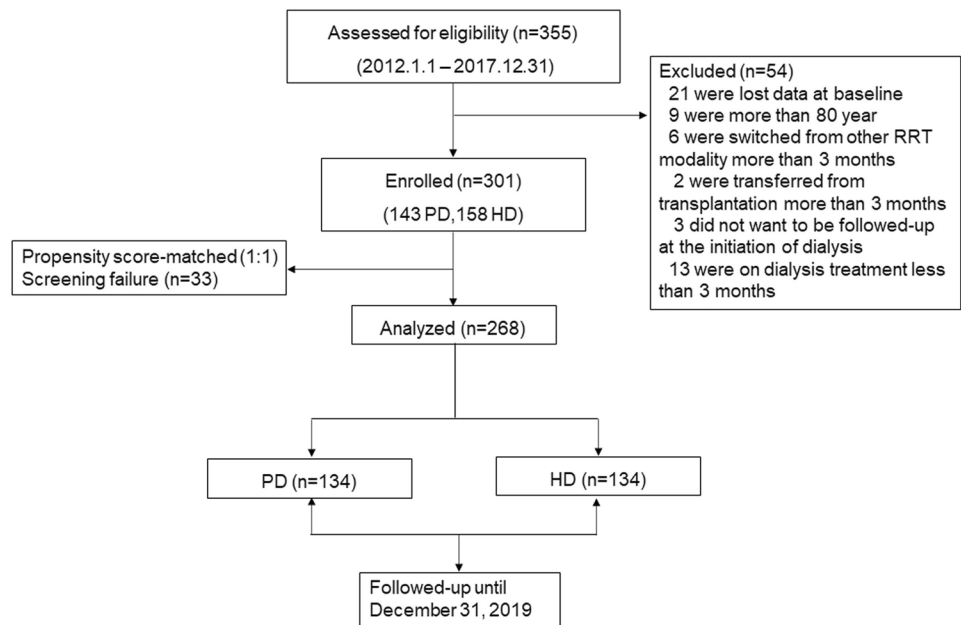 Assessed for eligibility (n=355)
(2012.1.1 – 2017.12.31)
Excluded (n=54)
21 were lost data at baseline
9 were more than 80 year
6 were switched from other RRT
modality more than 3 months
2 were transferred from
transplantation more than 3 months
3 did not want to be followed-up
at the initiation of dialysis
13 were on dialysis treatment less
than 3 months
Enrolled (n=301)
(143 PD,158 HD)
Propensity score-matched (1:1)
Screening failure (n=33)
Analyzed (n=268)
PD (n=134)
HD (n=134)
Followed-up until
December 31, 2019